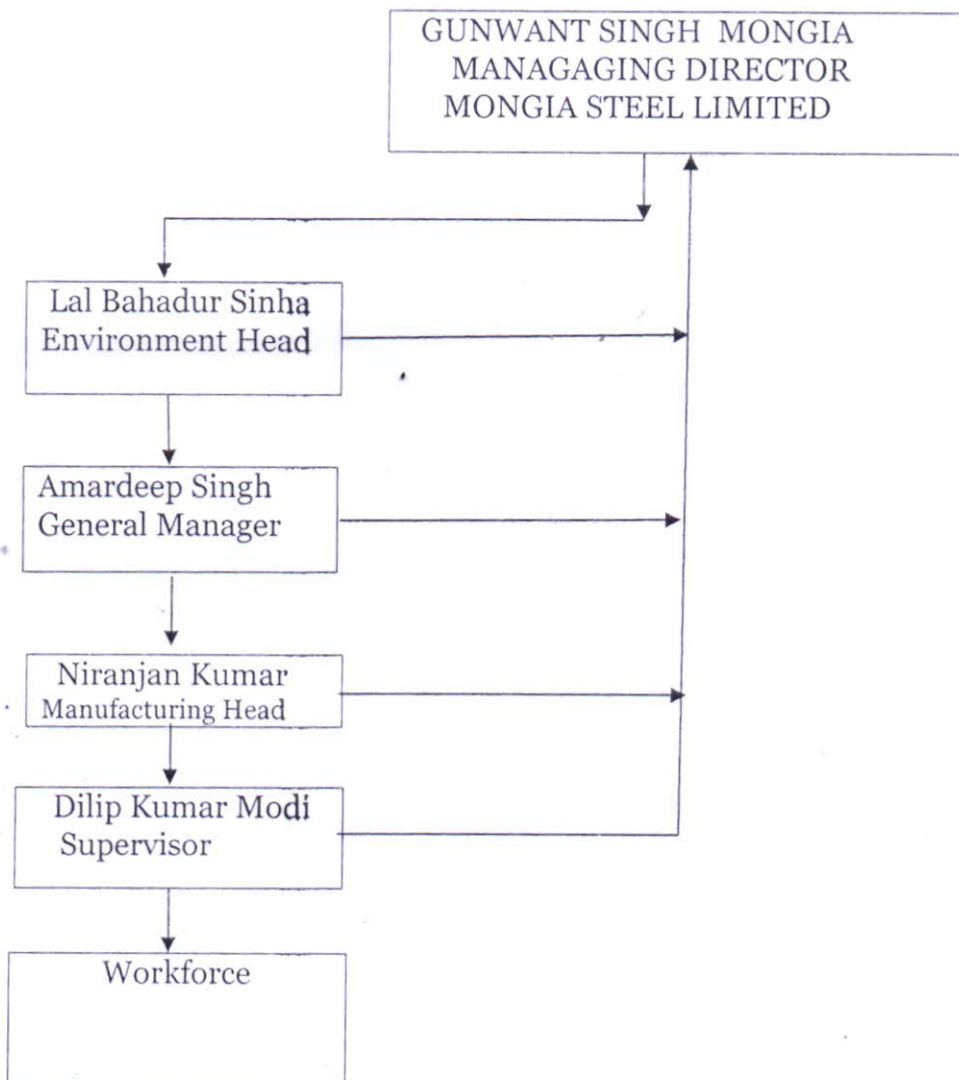 GUNWANT SINGH MONGIA
MANAGAGING DIRECTOR
MONGIA STEEL LIMITED
Lal Bahadur Sinha
Environment Head
Amardeep Singh
General Manager
Niranjan Kumar
Manufacturing Head
Dilip Kumar Modi
Supervisor
Workforce